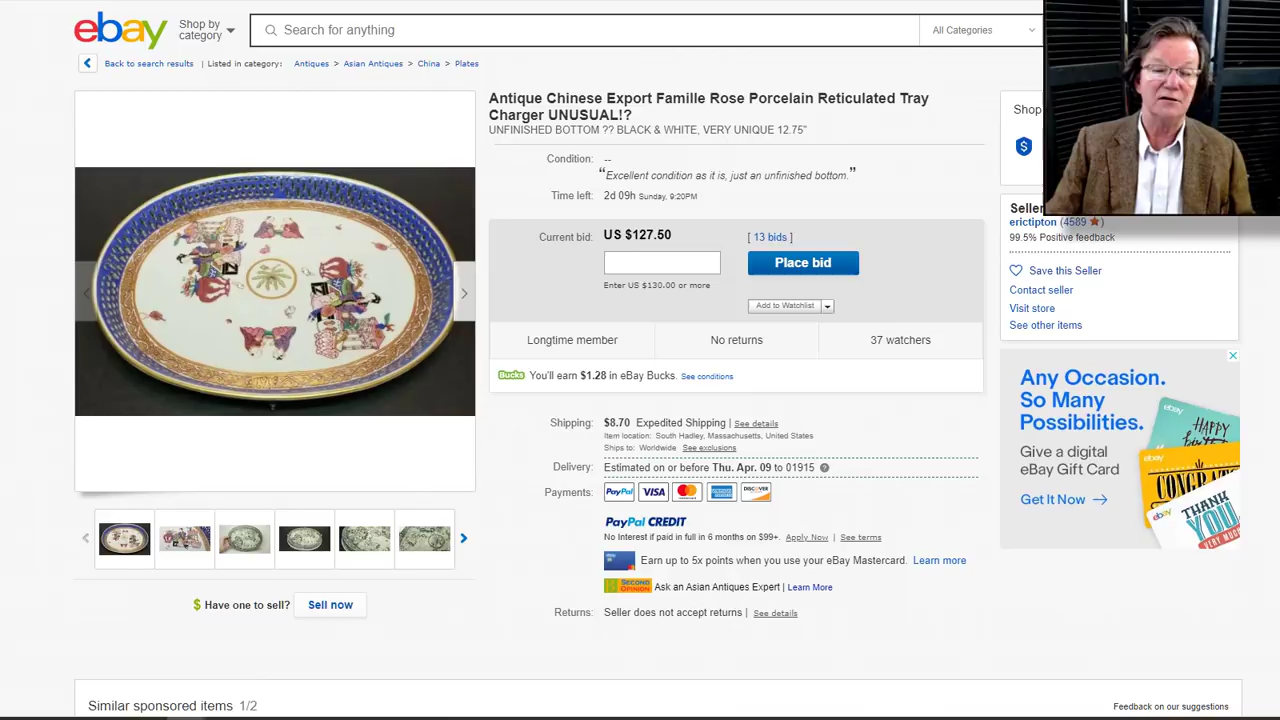 ebay
Shop by
category
Search for anything
All Categories
Back to search results | Listed in category: Antiques > Asian Antiques > China > Plates
Antique Chinese Export Famille Rose Porcelain Reticulated Tray
Charger UNUSUAL!?
UNFINISHED BOTTOM ?? BLACK & WHITE, VERY UNIQUE 12.75"
Condition: --
“Excellent condition as it is, just an unfinished bottom.”
Time left: 2d 09h Sunday, 9:20PM
Current bid: US $127.50 [ 13 bids ]
Place bid
Enter US $130.00 or more
Add to Watchlist
Longtime member No returns 37 watchers
Bucks You'll earn $1.28 in eBay Bucks. See conditions
Shipping: $8.70 Expedited Shipping | See details
Item location: South Hadley, Massachusetts, United States
Ships to: Worldwide See exclusions
Delivery: Estimated on or before Thu. Apr. 09 to 01915 ?
Payments: PayPal VISA DISCOVER
PayPal CREDIT
No Interest if paid in full in 6 months on $99+. Apply Now | See terms
Earn up to 5x points when you use your eBay Mastercard. Learn more
SECOND OPINION Ask an Asian Antiques Expert | Learn More
Returns: Seller does not accept returns | See details
$ Have one to sell? Sell now
Shop
$
Seller
erictipton (4589 ★)
99.5% Positive feedback
Save this Seller
Contact seller
Visit store
See other items
Any Occasion.
So Many
Possibilities.
Give a digital
eBay Gift Card
Get It Now
ebay
HAPPY
ebay
CONGRAT
THANK
YOU
VERY MUCH
Similar sponsored items 1/2
Feedback on our suggestions